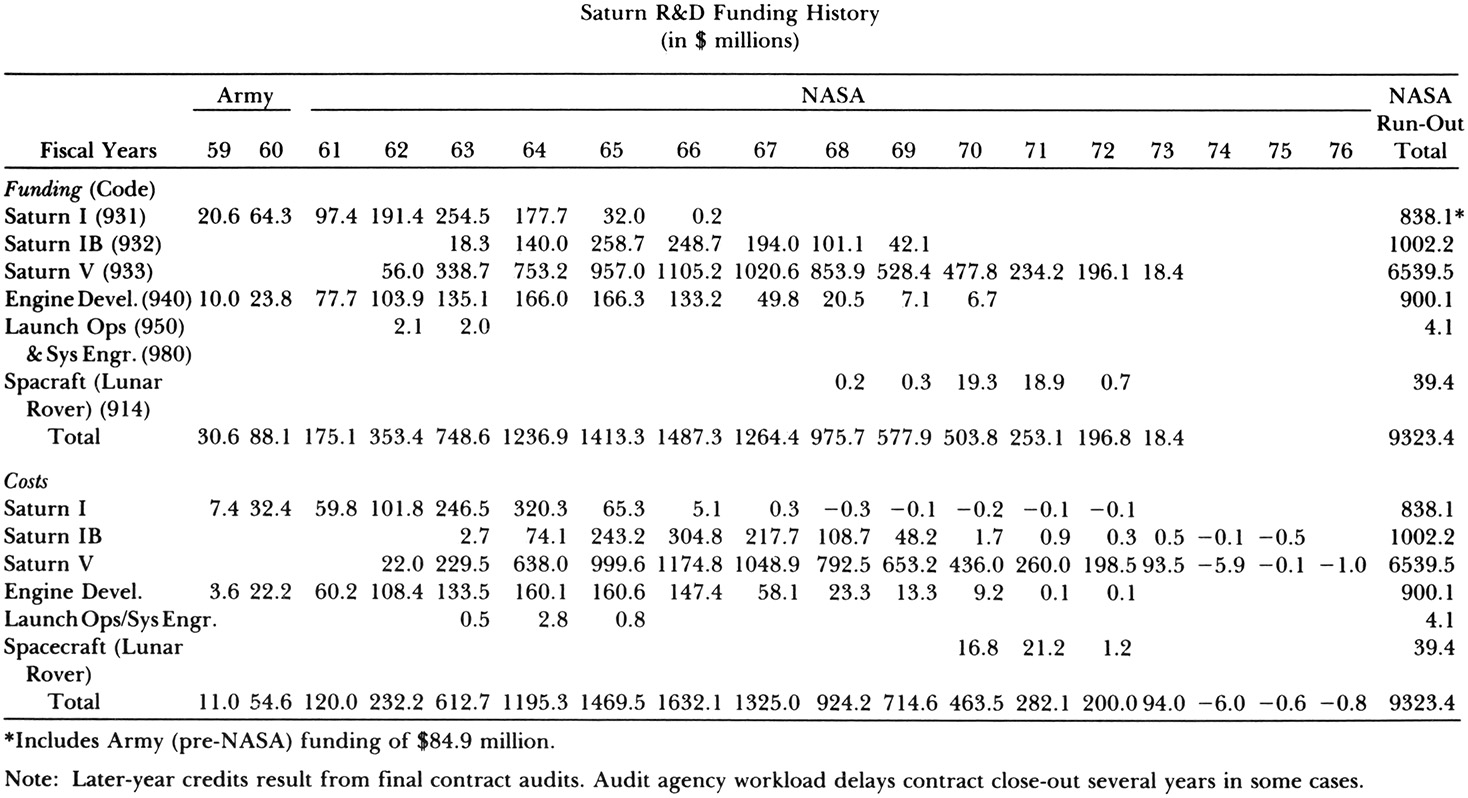 Saturn R&D Funding History
(in $ millions)
Army NASA NASA
Run-Out
Fiscal Years 59 60 61 62 63 64 65 66 67 68 69 70 71 72 73 74 75 76 Total
Funding (Code)
Saturn I (931) 20.6 64.3 97.4 191.4 254.5 177.7 32.0 0.2 838.1*
Saturn IB (932) 18.3 140.0 258.7 248.7 194.0 101.1 42.1 1002.2
Saturn V (933) 56.0 338.7 753.2 957.0 1105.2 1020.6 853.9 528.4 477.8 234.2 196.1 18.4 6539.5
Engine Devel. (940) 10.0 23.8 77.7 103.9 135.1 166.0 166.3 133.2 49.8 20.5 7.1 6.7 900.1
Launch Ops (950) 2.1 2.0 4.1
& Sys Engr. (980)
Spacraft (Lunar 0.2 0.3 19.3 18.9 0.7 39.4
Rover) (914)
Total 30.6 88.1 175.1 353.4 748.6 1236.9 1413.3 1487.3 1264.4 975.7 577.9 503.8 253.1 196.8 18.4 9323.4
Costs
Saturn I 7.4 32.4 59.8 101.8 246.5 320.3 65.3 5.1 0.3 −0.3 −0.1 −0.2 −0.1 −0.1 838.1
Saturn IB 2.7 74.1 243.2 304.8 217.7 108.7 48.2 1.7 0.9 0.3 0.5 −0.1 −0.5 1002.2
Saturn V 22.0 229.5 638.0 999.6 1174.8 1048.9 792.5 653.2 436.0 260.0 198.5 93.5 −5.9 −0.1 −1.0 6539.5
Engine Devel. 3.6 22.2 60.2 108.4 133.5 160.1 160.6 147.4 58.1 23.3 13.3 9.2 0.1 0.1 900.1
Launch Ops/Sys Engr. 0.5 2.8 0.8 4.1
Spacecraft (Lunar 16.8 21.2 1.2 39.4
Rover)
Total 11.0 54.6 120.0 232.2 612.7 1195.3 1469.5 1632.1 1325.0 924.2 714.6 463.5 282.1 200.0 94.0 −6.0 −0.6 −0.8 9323.4
*Includes Army (pre-NASA) funding of $84.9 million.
Note: Later-year credits result from final contract audits. Audit agency workload delays contract close-out several years in some cases.